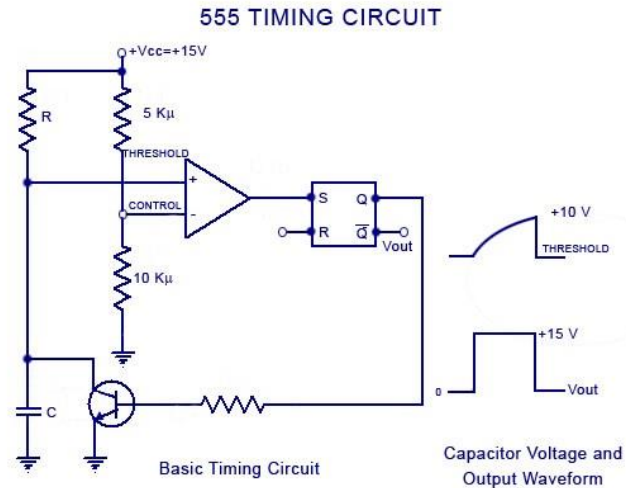 555 TIMING CIRCUIT
+Vcc=+15V
R
5 Kμ
THRESHOLD
+
S Q
CONTROL
-
R Q̅
Vout
10 Kμ
+10 V
THRESHOLD
+15 V
0
Vout
C
Basic Timing Circuit
Capacitor Voltage and
Output Waveform